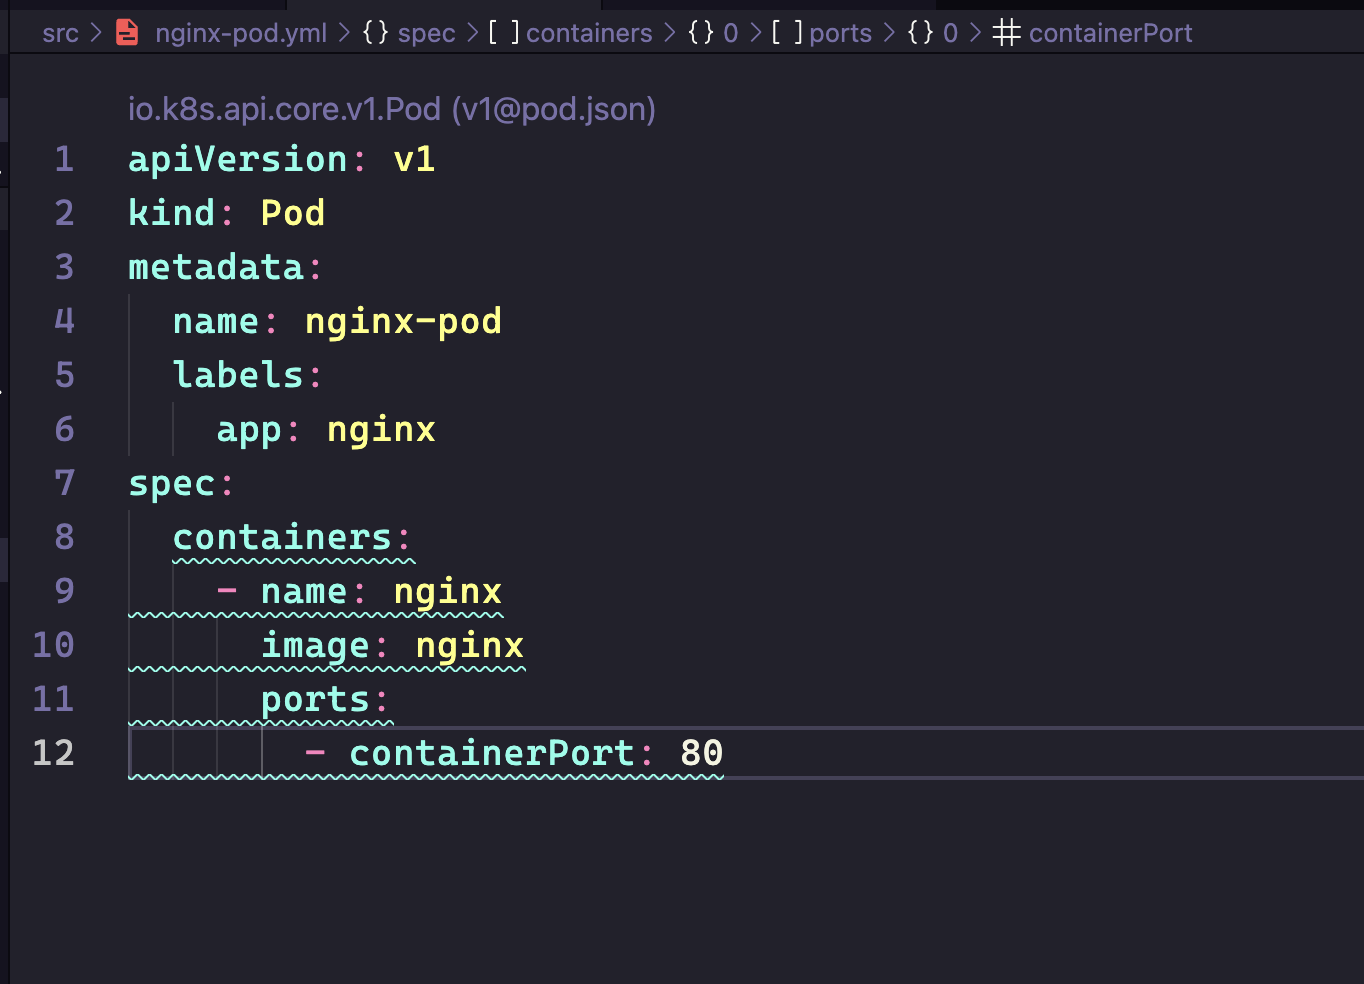 src > nginx-pod.yml > {} spec > [ ] containers > {} 0 > [ ] ports > {} 0 > # containerPort
io.k8s.api.core.v1.Pod (v1@pod.json)
1 apiVersion: v1
2 kind: Pod
3 metadata:
4   name: nginx-pod
5   labels:
6     app: nginx
7 spec:
8   containers:
9     - name: nginx
10       image: nginx
11       ports:
12         - containerPort: 80